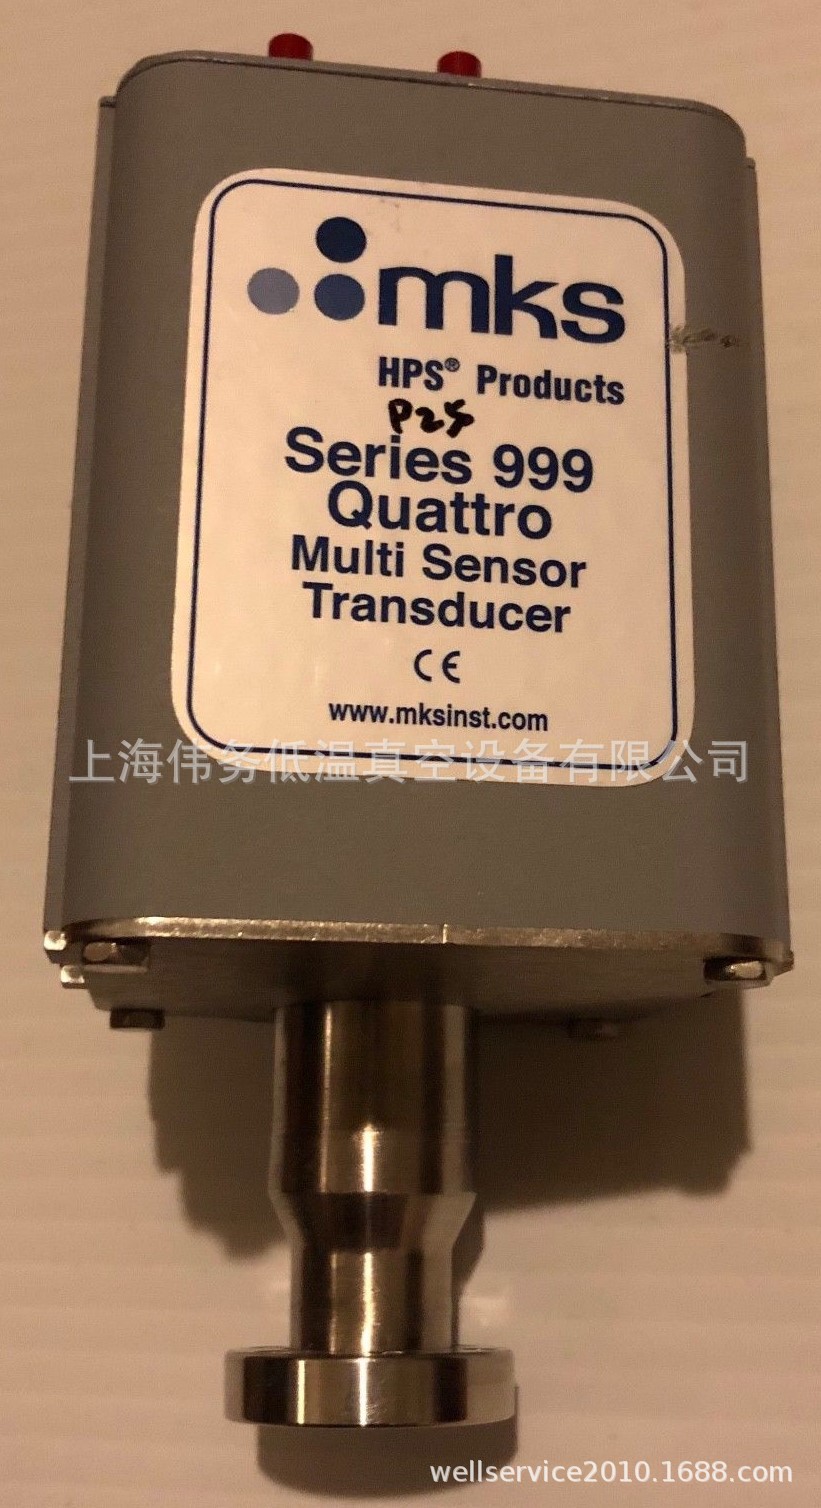 mks
HPS® Products
P24
Series 999
Quattro
Multi Sensor
Transducer
CE
www.mksinst.com
上海伟务低温真空设备有限公司
wellservice2010.1688.com